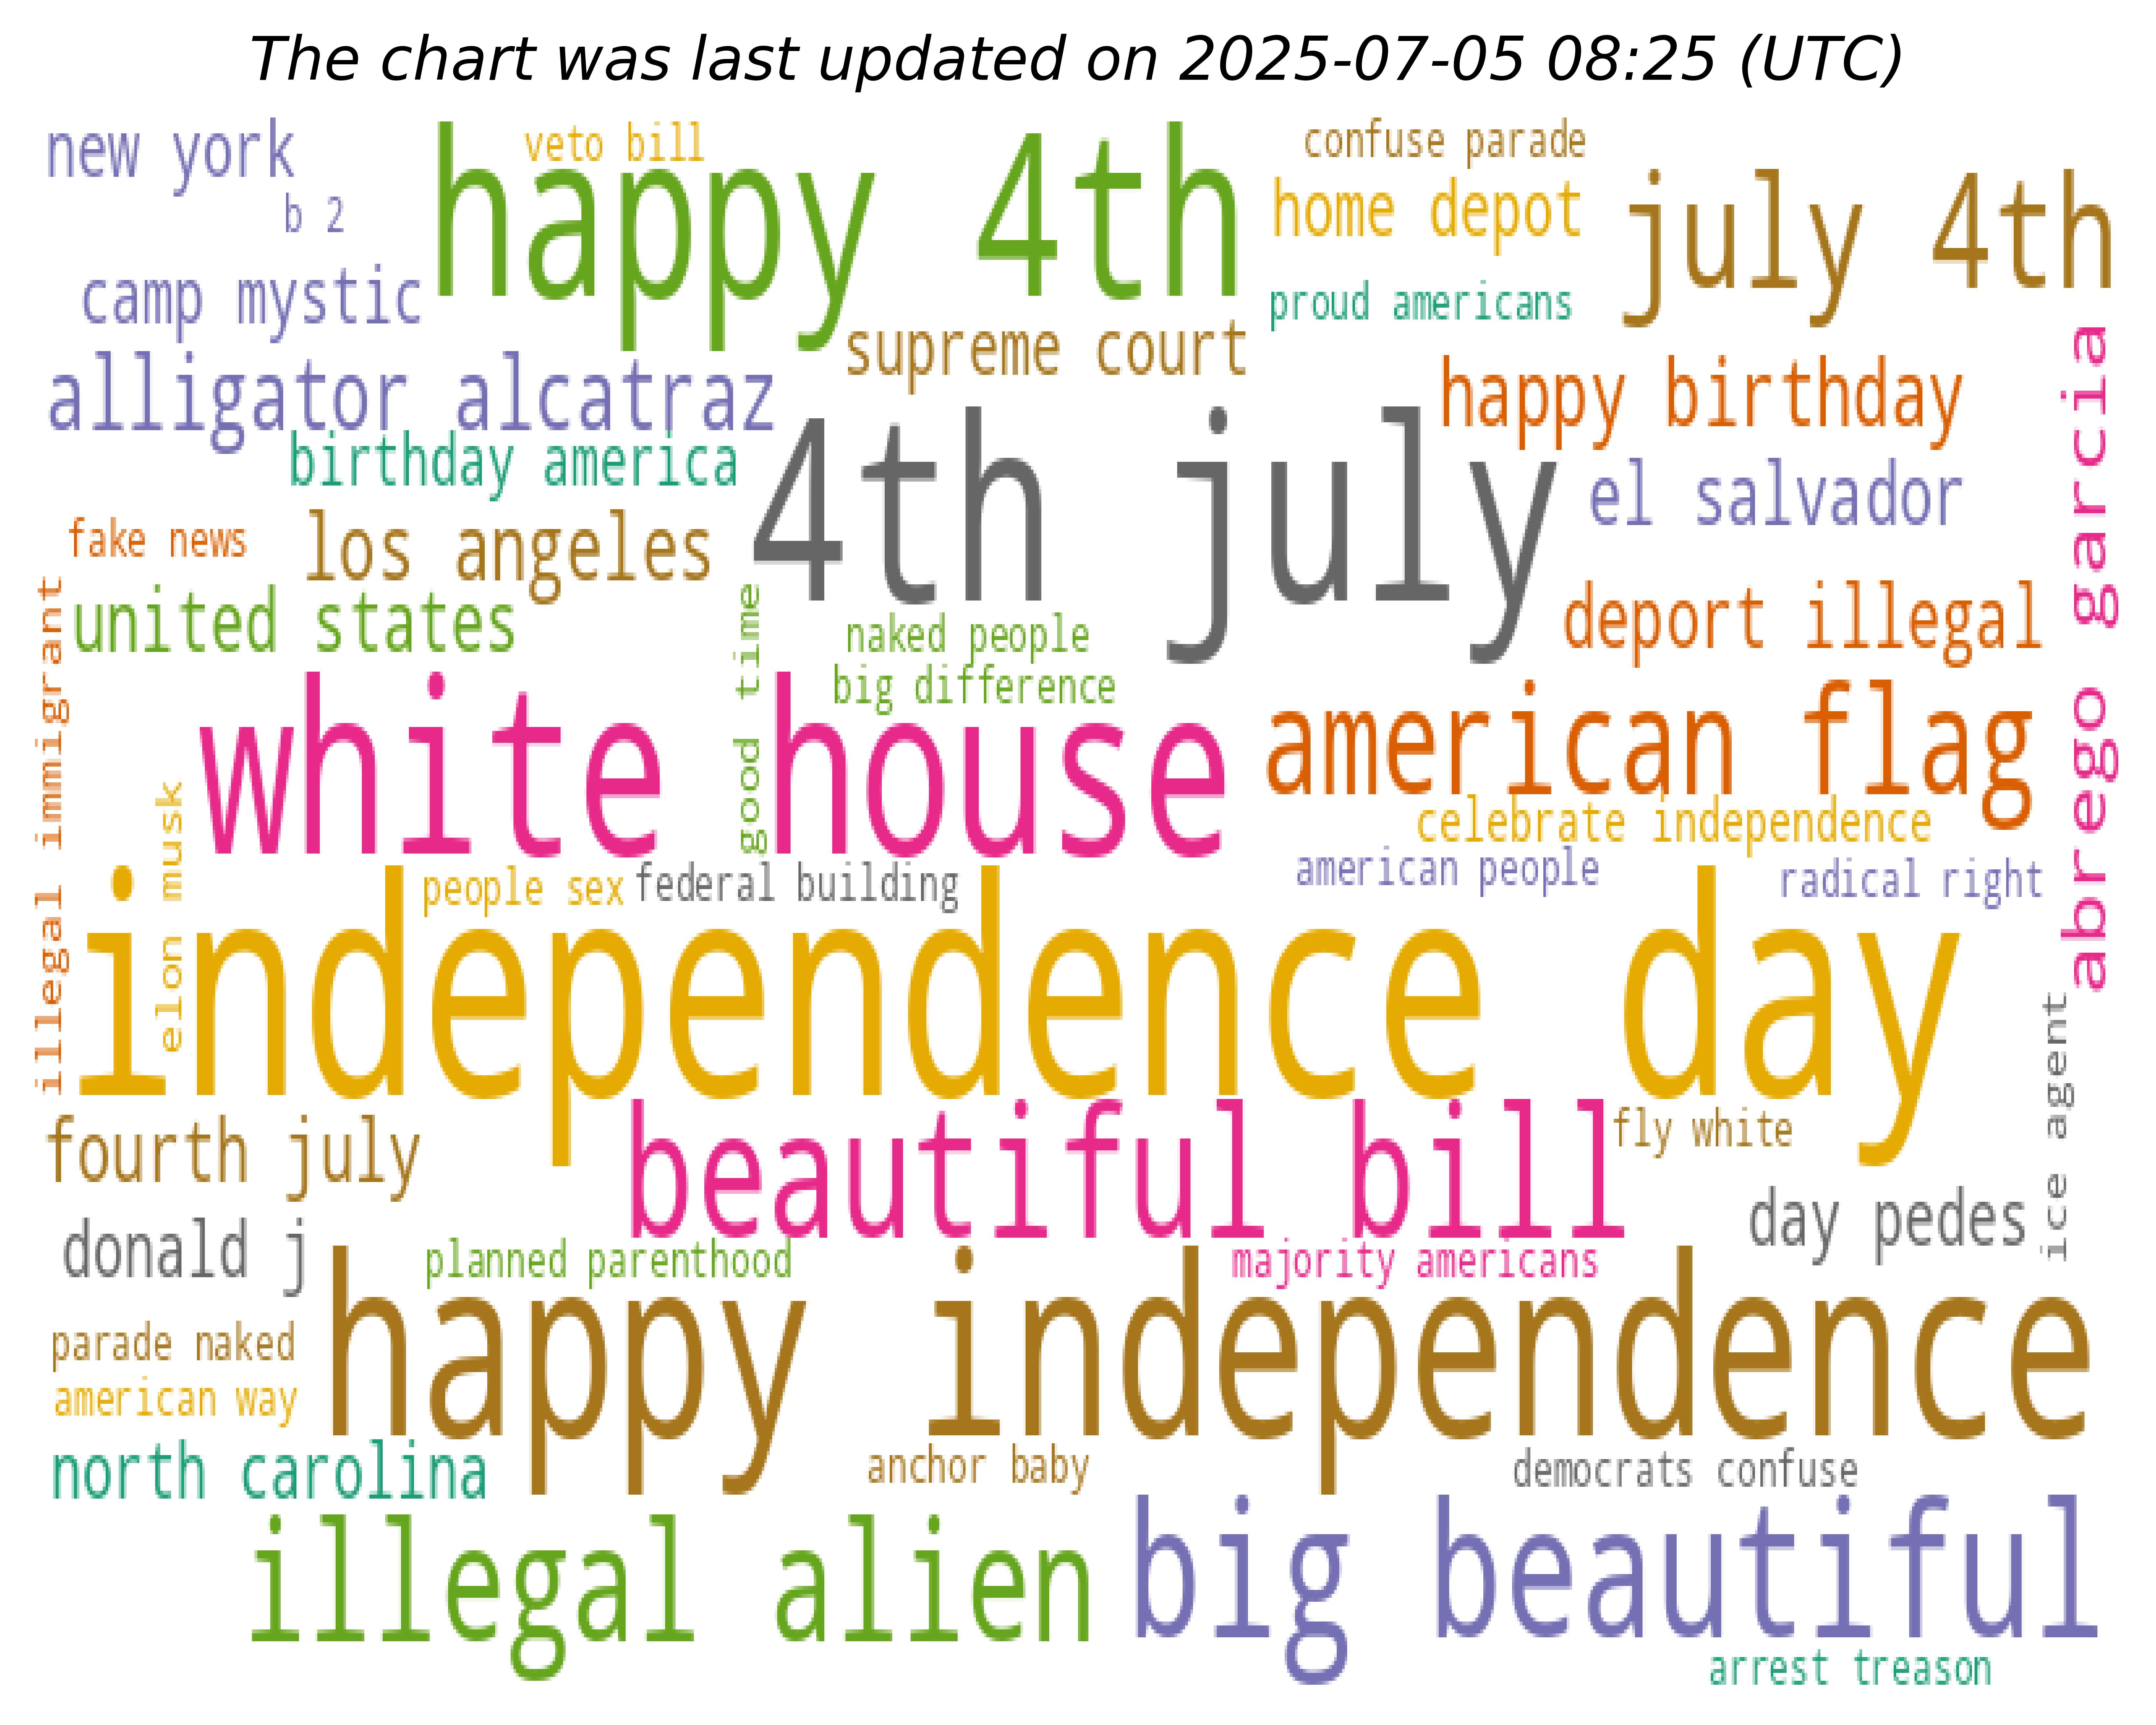 The chart was last updated on 2025-07-05 08:25 (UTC)
new york
veto bill
happy 4th
confuse parade
b 2
home depot
july 4th
camp mystic
proud americans
supreme court
alligator alcatraz
happy birthday
abrego garcia
birthday america
4th july
el salvador
fake news
los angeles
illegal immigrant
united states
good time
naked people
deport illegal
big difference
white house
american flag
elon musk
celebrate independence
people sex
federal building
american people
radical right
independence day
ice agent
fourth july
beautiful bill
fly white
donald j
day pedes
planned parenthood
majority americans
parade naked
happy independence
american way
north carolina
anchor baby
democrats confuse
illegal alien
big beautiful
arrest treason